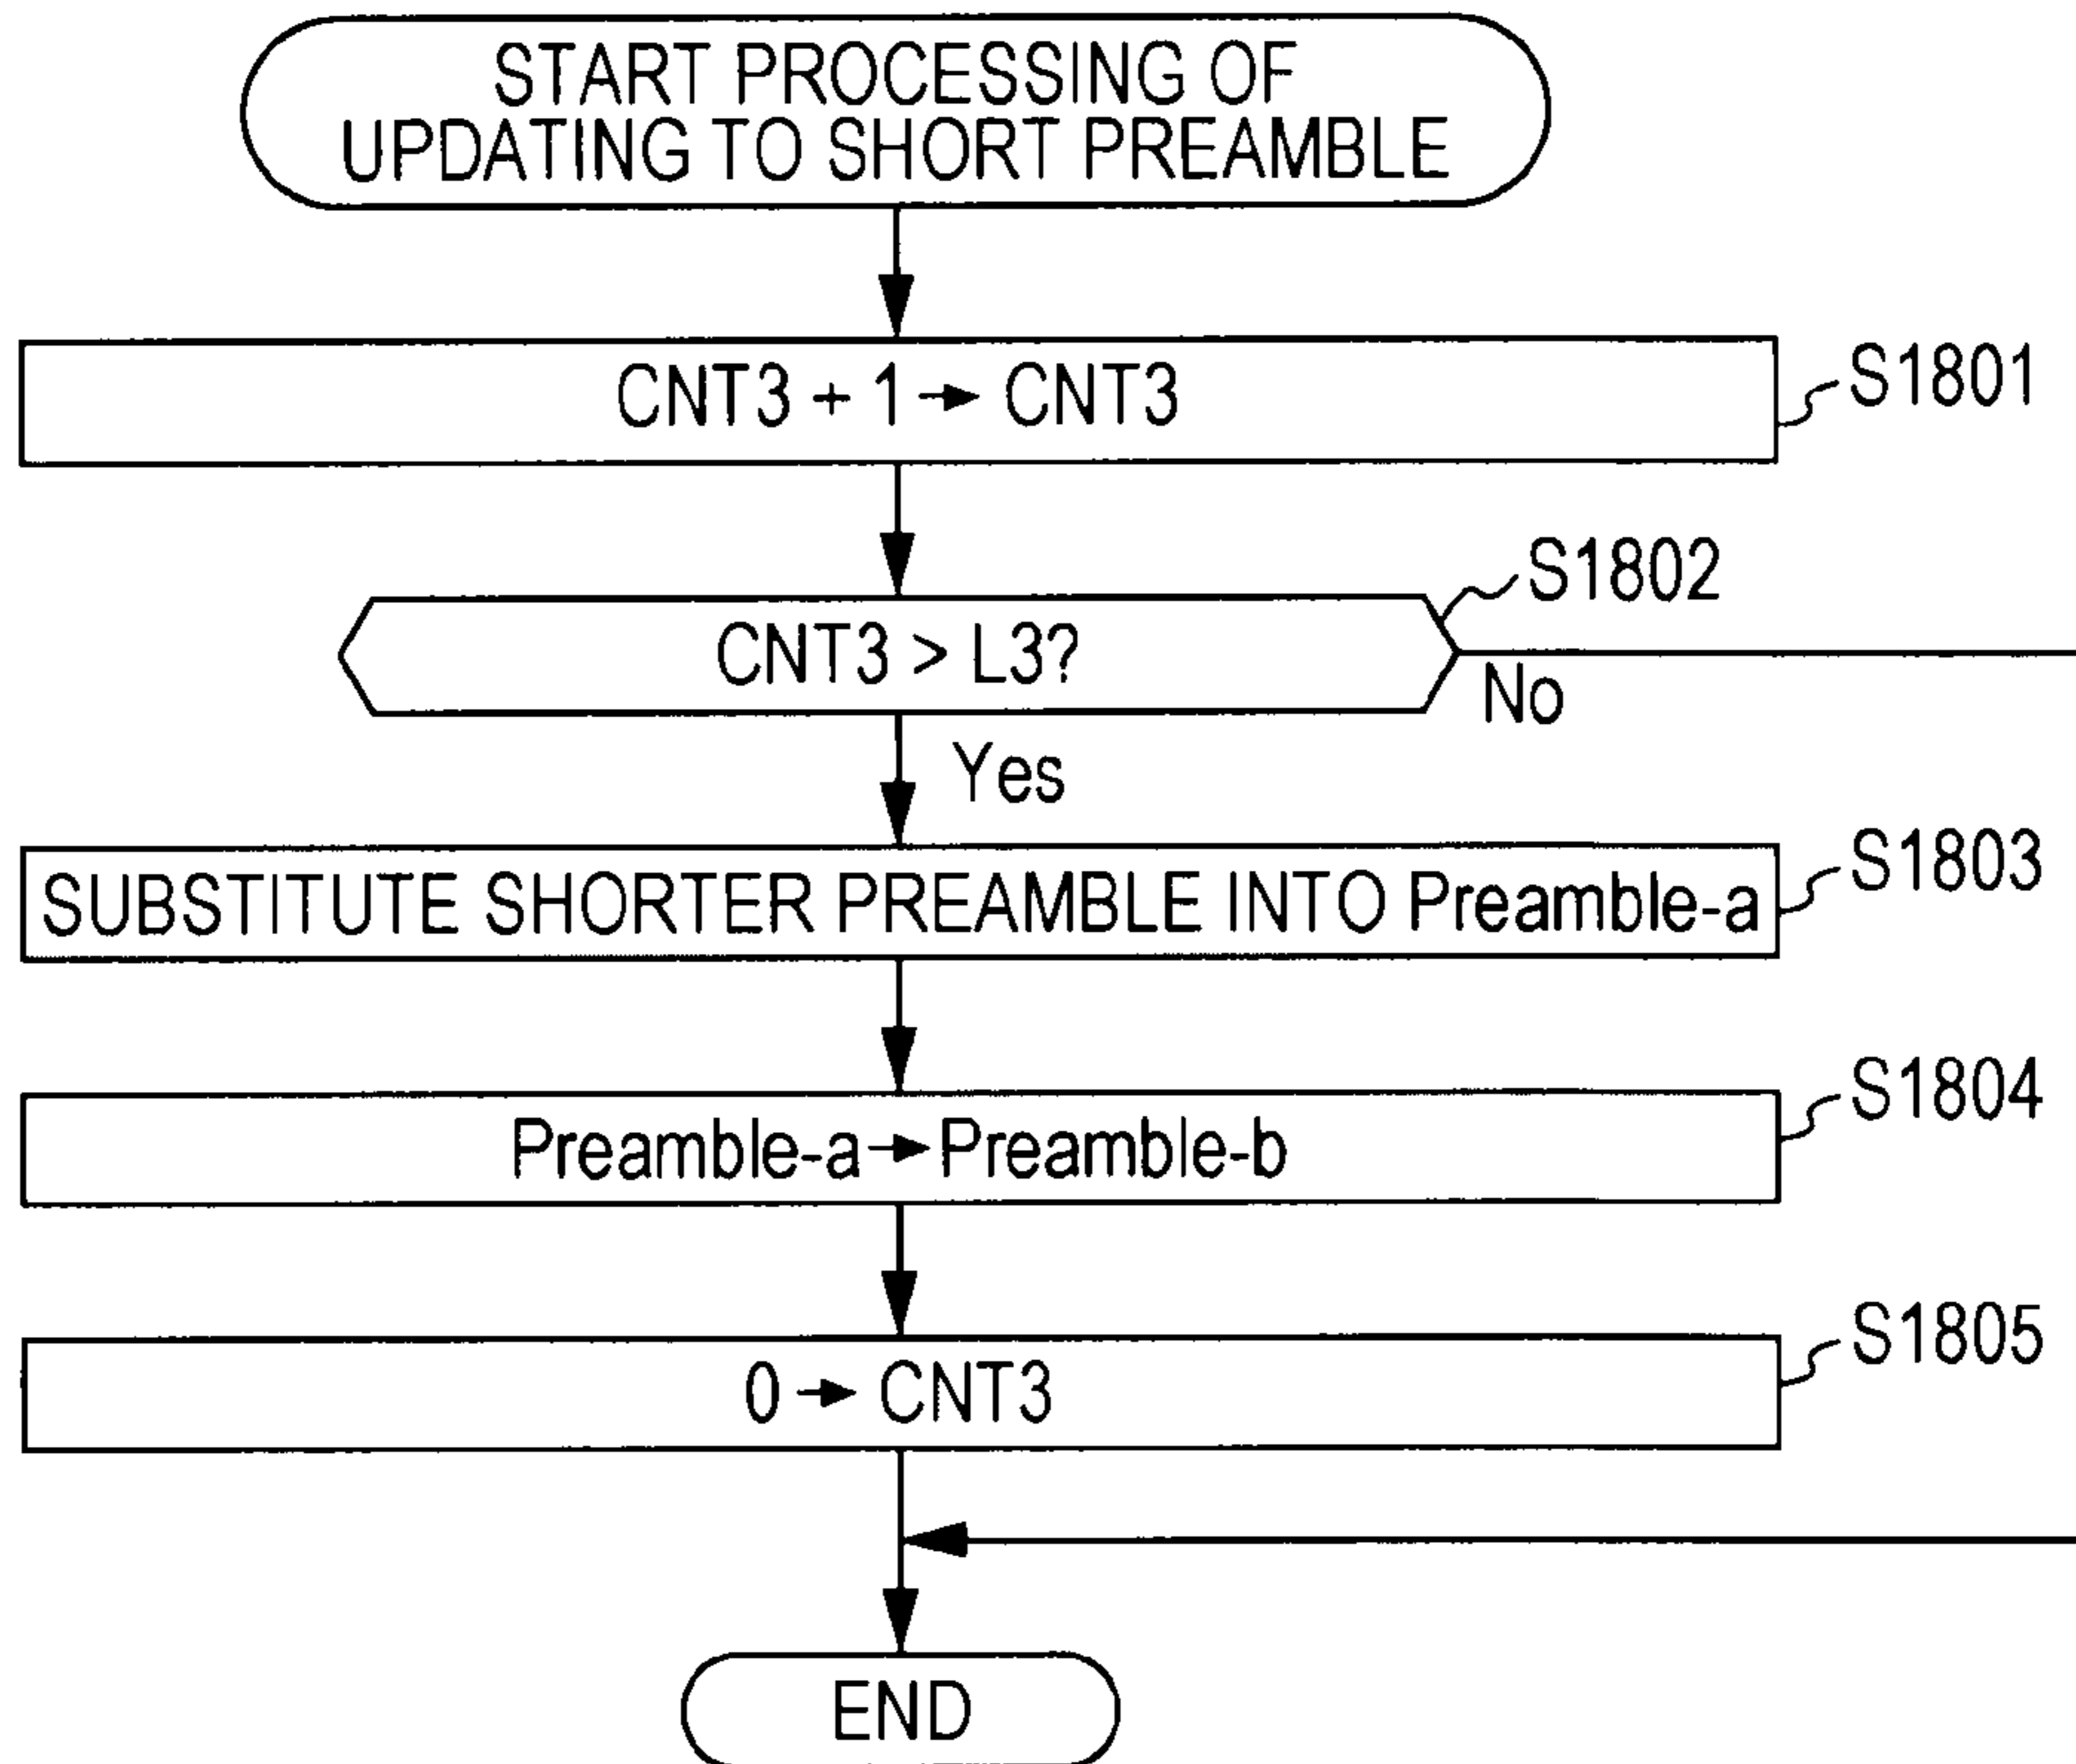 START PROCESSING OF
UPDATING TO SHORT PREAMBLE
CNT3 + 1 → CNT3
S1801
S1802
CNT3 > L3?
No
Yes
S1803
SUBSTITUTE SHORTER PREAMBLE INTO Preamble-a
S1804
Preamble-a → Preamble-b
S1805
0 → CNT3
END